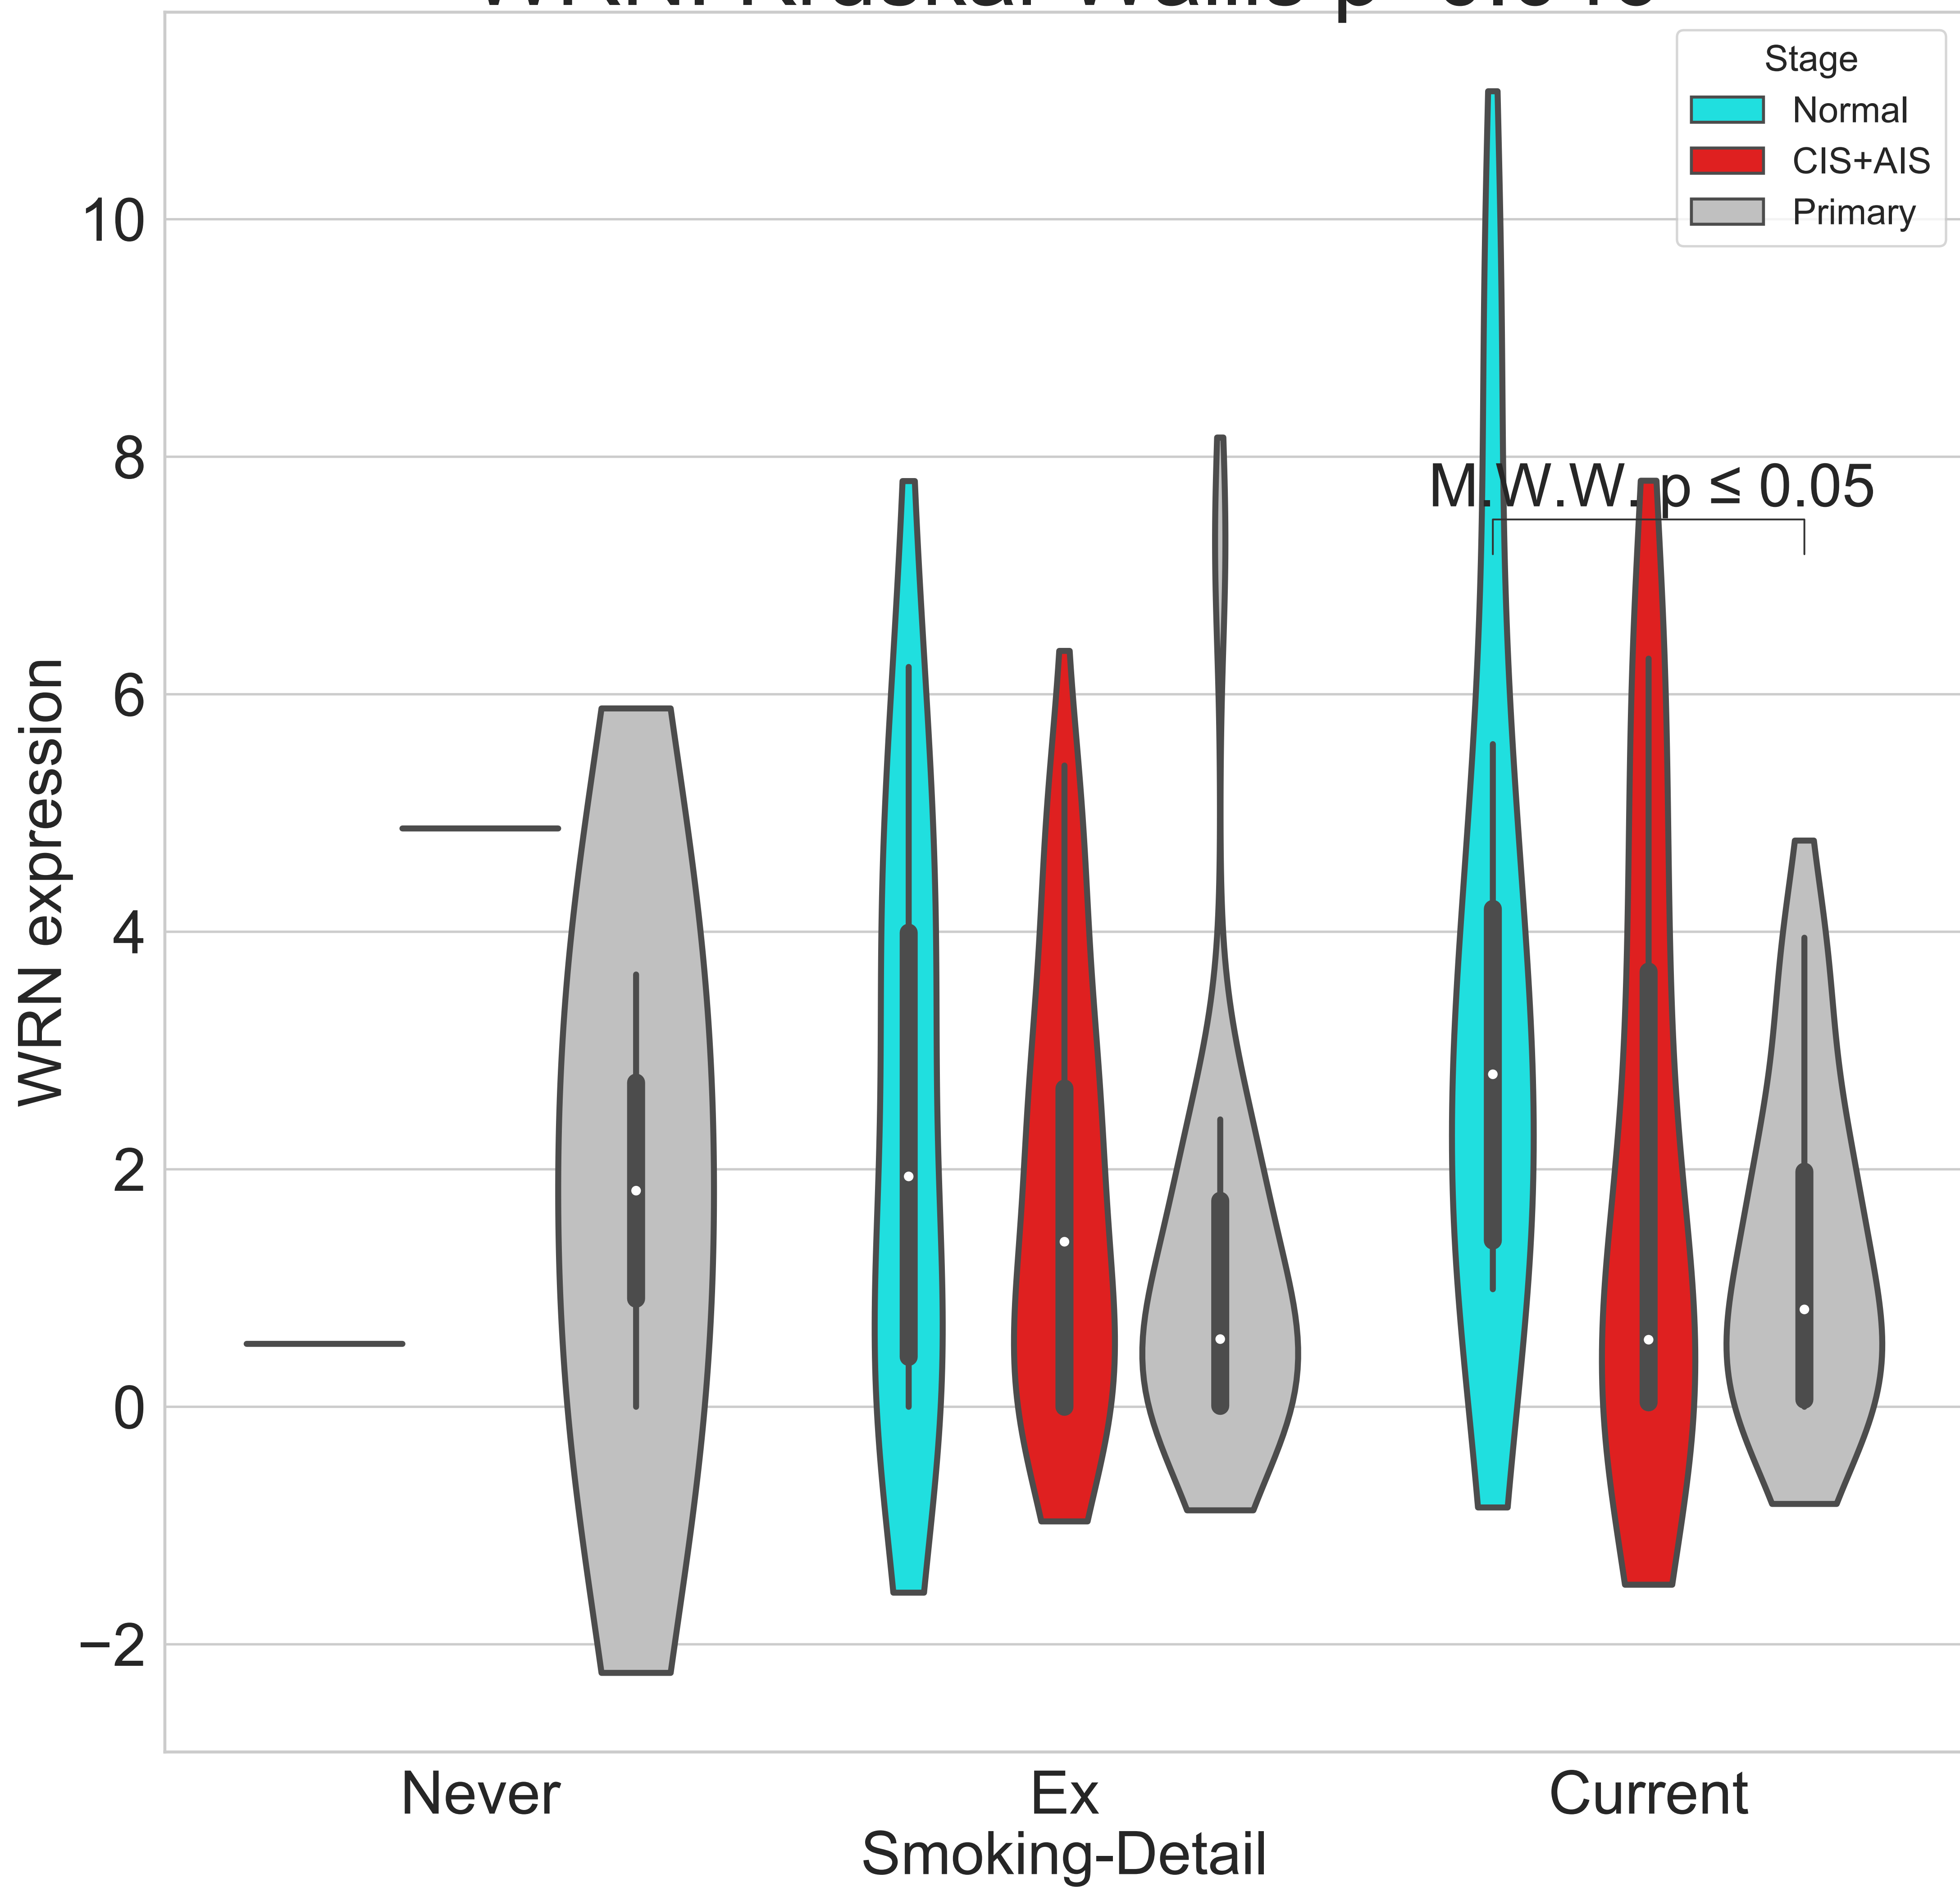 Stage
Normal
CIS+AIS
Primary
10
8
6
4
2
0
−2
WRN expression
M.W.W. p ≤ 0.05
Never
Ex
Current
Smoking-Detail